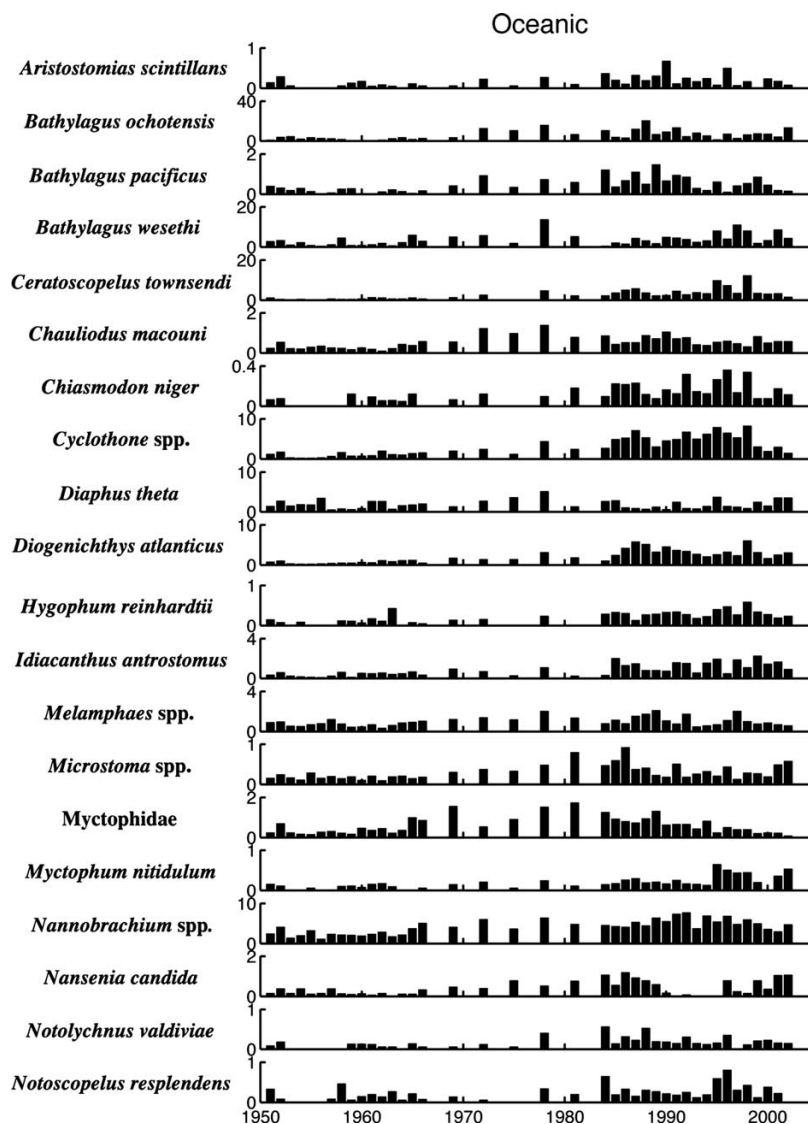 Oceanic
Aristostomias scintillans
1
0
Bathylagus ochotensis
40
0
Bathylagus pacificus
2
0
Bathylagus wesethi
20
0
Ceratoscopelus townsendi
20
0
Chauliodus macouni
2
0
Chiasmodon niger
0.4
0
Cyclothone spp.
10
0
Diaphus theta
10
0
Diogenichthys atlanticus
10
0
Hygophum reinhardtii
1
0
Idiacanthus antrostomus
4
0
Melamphaes spp.
4
0
Microstoma spp.
1
0
Myctophidae
2
0
Myctophum nitidulum
1
0
Nannobrachium spp.
10
0
Nansenia candida
2
0
Notolychnus valdiviae
1
0
Notoscopelus resplendens
1
0
1950 1960 1970 1980 1990 2000